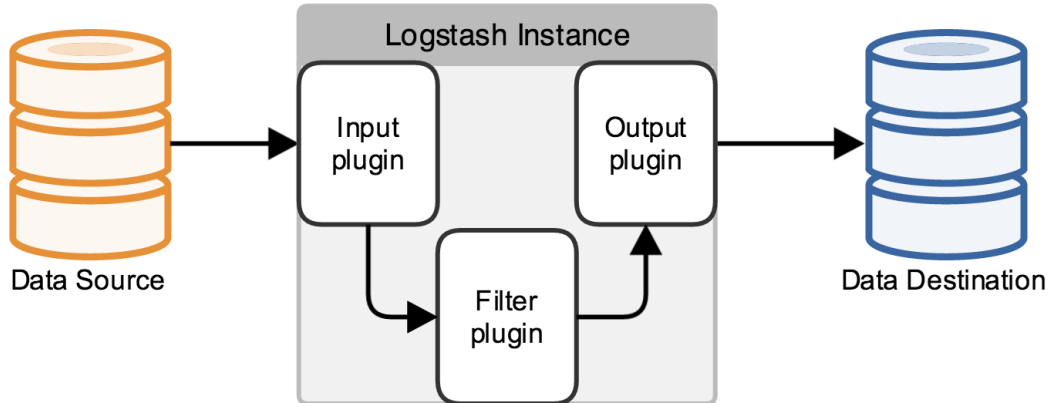 Logstash Instance
Input
plugin
Output
plugin
Filter
plugin
Data Source
Data Destination